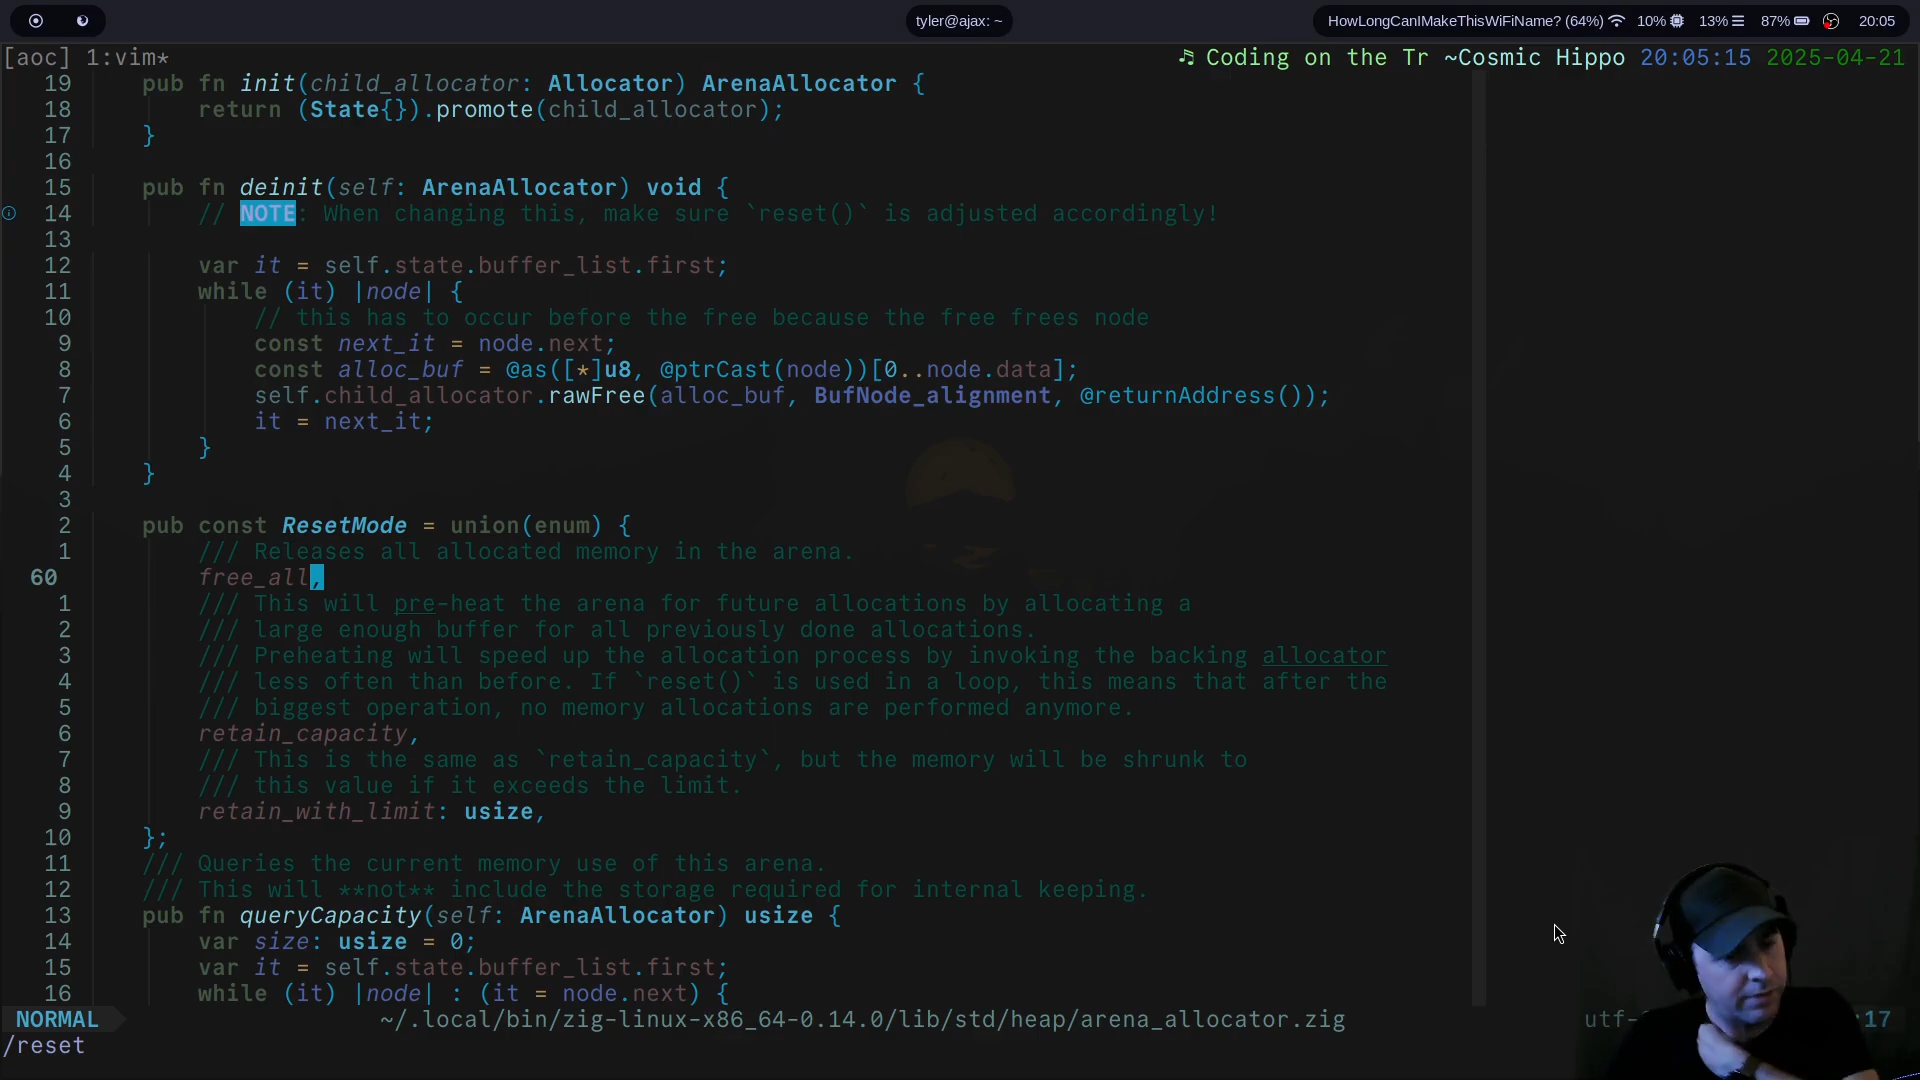 tyler@ajax: ~
HowLongCanIMakeThisWiFiName? (64%) 10% 13% 87% 20:05
[aoc] 1:vim*
♫ Coding on the Tr ~Cosmic Hippo 20:05:15 2025-04-21
19 pub fn init(child_allocator: Allocator) ArenaAllocator {
18 return (State{}).promote(child_allocator);
17 }
16
15 pub fn deinit(self: ArenaAllocator) void {
14 // NOTE: When changing this, make sure `reset()` is adjusted accordingly!
13
12 var it = self.state.buffer_list.first;
11 while (it) |node| {
10 // this has to occur before the free because the free frees node
9 const next_it = node.next;
8 const alloc_buf = @as([*]u8, @ptrCast(node))[0..node.data];
7 self.child_allocator.rawFree(alloc_buf, BufNode_alignment, @returnAddress());
6 it = next_it;
5 }
4 }
3
2 pub const ResetMode = union(enum) {
1 /// Releases all allocated memory in the arena.
60 free_all,
1 /// This will pre-heat the arena for future allocations by allocating a
2 /// large enough buffer for all previously done allocations.
3 /// Preheating will speed up the allocation process by invoking the backing allocator
4 /// less often than before. If `reset()` is used in a loop, this means that after the
5 /// biggest operation, no memory allocations are performed anymore.
6 retain_capacity,
7 /// This is the same as `retain_capacity`, but the memory will be shrunk to
8 /// this value if it exceeds the limit.
9 retain_with_limit: usize,
10 };
11 /// Queries the current memory use of this arena.
12 /// This will **not** include the storage required for internal keeping.
13 pub fn queryCapacity(self: ArenaAllocator) usize {
14 var size: usize = 0;
15 var it = self.state.buffer_list.first;
16 while (it) |node| : (it = node.next) {
NORMAL ~/.local/bin/zig-linux-x86_64-0.14.0/lib/std/heap/arena_allocator.zig utf- :17
/reset